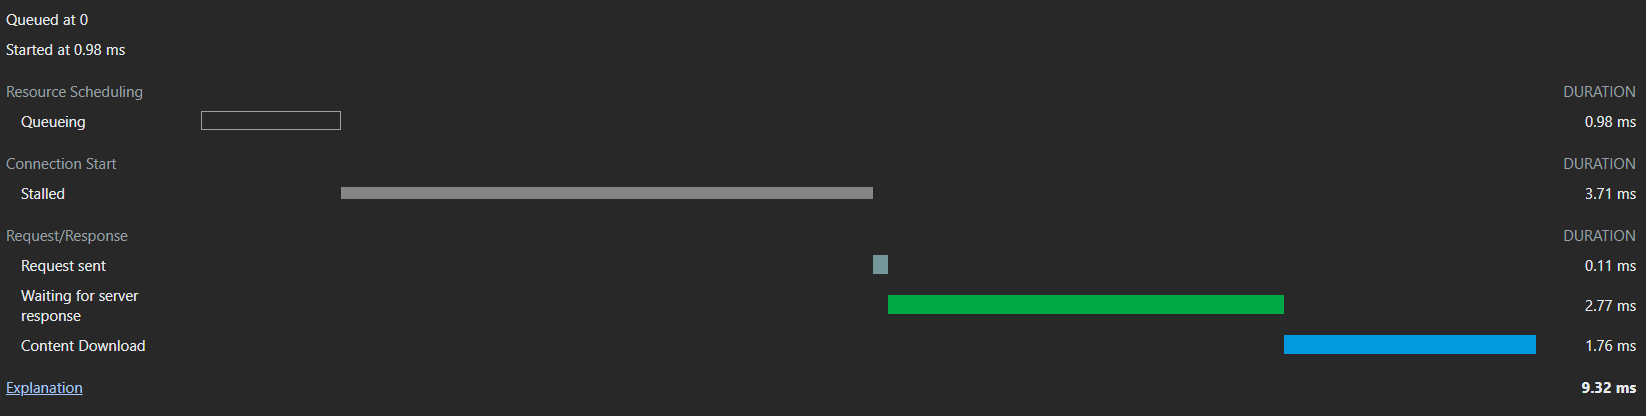 Queued at 0
Started at 0.98 ms
Resource Scheduling DURATION
Queueing 0.98 ms
Connection Start DURATION
Stalled 3.71 ms
Request/Response DURATION
Request sent 0.11 ms
Waiting for server
response 2.77 ms
Content Download 1.76 ms
Explanation 9.32 ms